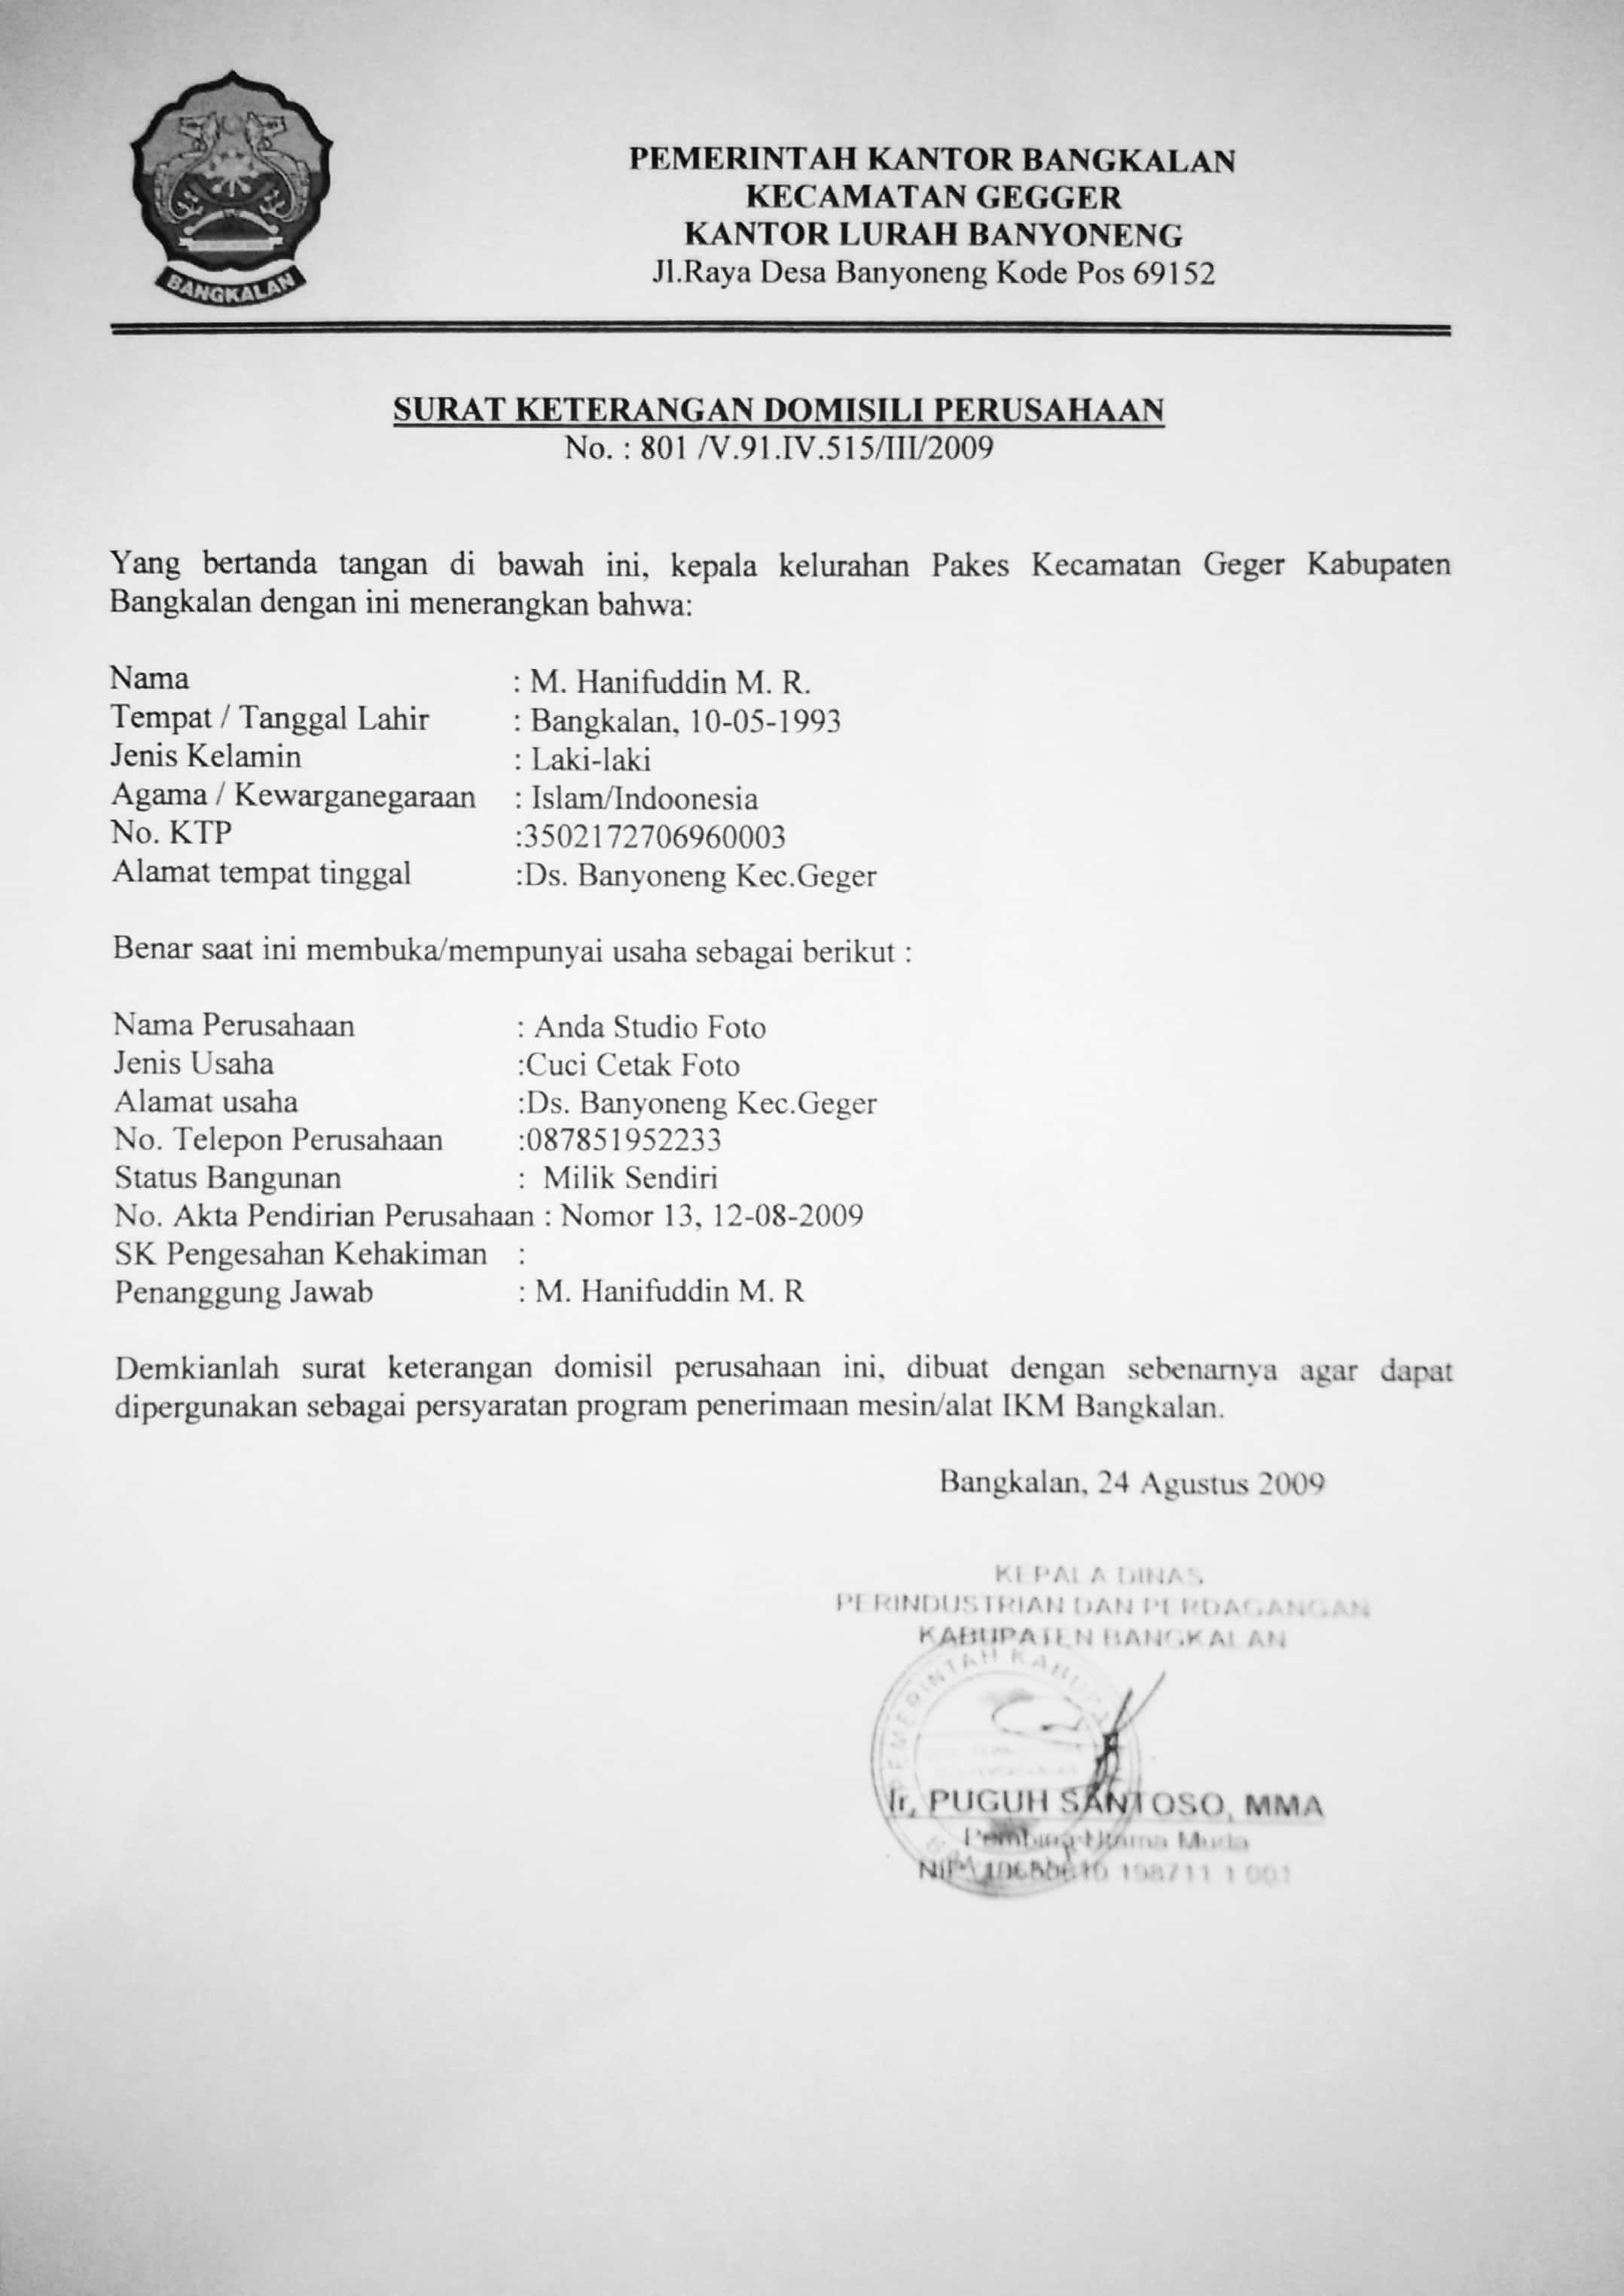 BANGKALAN
PEMERINTAH KANTOR BANGKALAN
KECAMATAN GEGGER
KANTOR LURAH BANYONENG
Jl.Raya Desa Banyoneng Kode Pos 69152
SURAT KETERANGAN DOMISILI PERUSAHAAN
No. : 801 /V.91.IV.515/III/2009
Yang bertanda tangan di bawah ini, kepala kelurahan Pakes Kecamatan Geger Kabupaten
Bangkalan dengan ini menerangkan bahwa:
Nama : M. Hanifuddin M. R.
Tempat / Tanggal Lahir : Bangkalan, 10-05-1993
Jenis Kelamin : Laki-laki
Agama / Kewarganegaraan : Islam/Indoonesia
No. KTP :3502172706960003
Alamat tempat tinggal :Ds. Banyoneng Kec.Geger
Benar saat ini membuka/mempunyai usaha sebagai berikut :
Nama Perusahaan : Anda Studio Foto
Jenis Usaha :Cuci Cetak Foto
Alamat usaha :Ds. Banyoneng Kec.Geger
No. Telepon Perusahaan :087851952233
Status Bangunan : Milik Sendiri
No. Akta Pendirian Perusahaan : Nomor 13, 12-08-2009
SK Pengesahan Kehakiman :
Penanggung Jawab : M. Hanifuddin M. R
Demkianlah surat keterangan domisil perusahaan ini, dibuat dengan sebenarnya agar dapat
dipergunakan sebagai persyaratan program penerimaan mesin/alat IKM Bangkalan.
Bangkalan, 24 Agustus 2009
KEPALA DINAS
PERINDUSTRIAN DAN PERDAGANGAN
KABUPATEN BANGKALAN
PEMERINTAH
Ir. PUGUH SANTOSO, MMA
Pembina Utama Muda
NIP